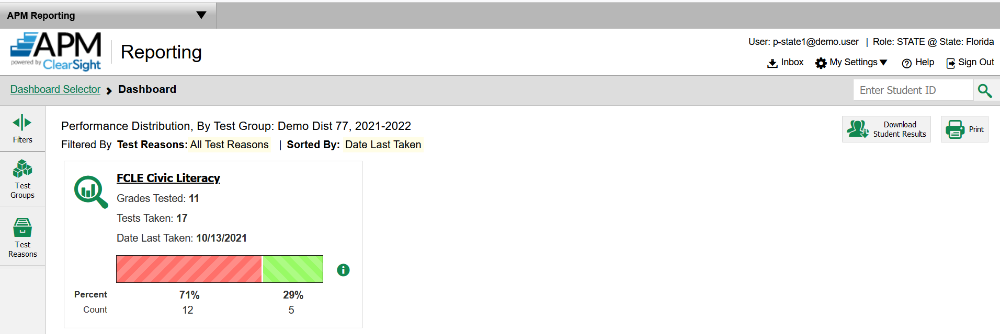 APM Reporting
APM
powered by ClearSight
Reporting
User: p-state1@demo.user | Role: STATE @ State: Florida
Inbox My Settings Help Sign Out
Dashboard Selector Dashboard
Enter Student ID
Filters
Test Groups
Test Reasons
Performance Distribution, By Test Group: Demo Dist 77, 2021-2022
Filtered By Test Reasons: All Test Reasons | Sorted By: Date Last Taken
Download
Student Results
Print
FCLE Civic Literacy
Grades Tested: 11
Tests Taken: 17
Date Last Taken: 10/13/2021
Percent 71% 29%
Count 12 5